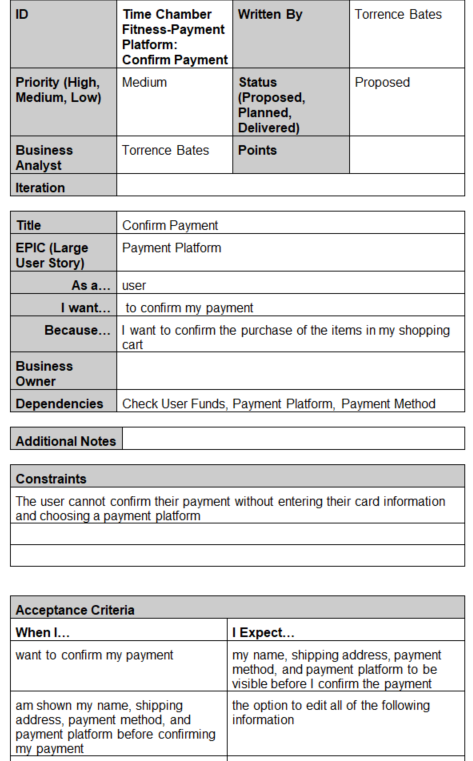 ID
Time Chamber
Fitness-Payment
Platform:
Confirm Payment
Written By
Torrence Bates
Priority (High,
Medium, Low)
Medium
Status
(Proposed,
Planned,
Delivered)
Proposed
Business
Analyst
Torrence Bates
Points
Iteration
Title
Confirm Payment
EPIC (Large
User Story)
Payment Platform
As a…
user
I want…
to confirm my payment
Because…
I want to confirm the purchase of the items in my shopping
cart
Business
Owner
Dependencies
Check User Funds, Payment Platform, Payment Method
Additional Notes
Constraints
The user cannot confirm their payment without entering their card information
and choosing a payment platform
Acceptance Criteria
When I…
I Expect…
want to confirm my payment
my name, shipping address, payment
method, and payment platform to be
visible before I confirm the payment
am shown my name, shipping
address, payment method, and
payment platform before confirming
my payment
the option to edit all of the following
information